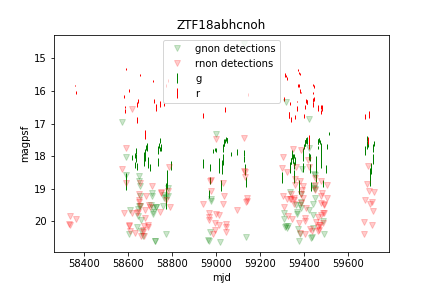 ZTF18abhcnoh
gnon detections
rnon detections
g
r
15
16
17
18
19
20
magpsf
58400 58600 58800 59000 59200 59400 59600
mjd